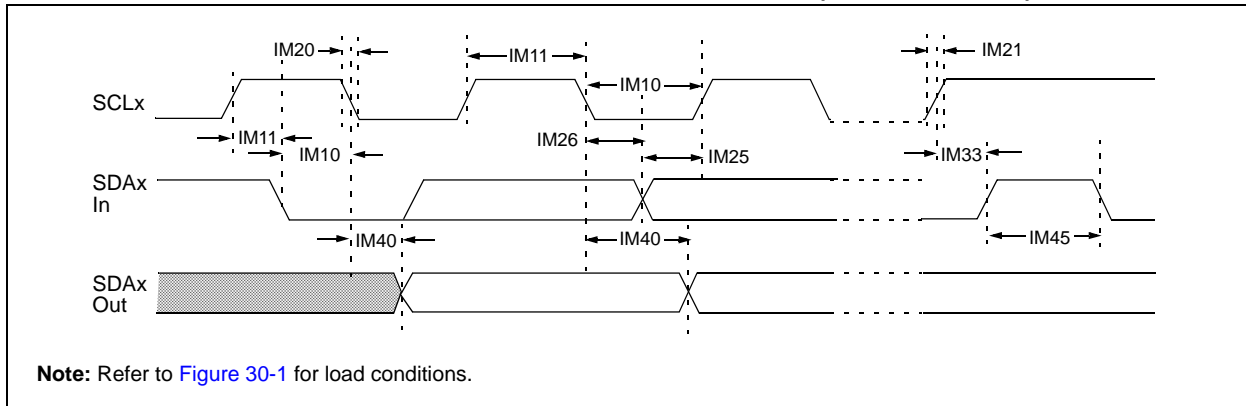 IM20
IM11
IM21
IM10
SCLx
IM11
IM26
IM10
IM25
IM33
SDAx
In
IM40
IM40
IM45
SDAx
Out
Note: Refer to Figure 30-1 for load conditions.